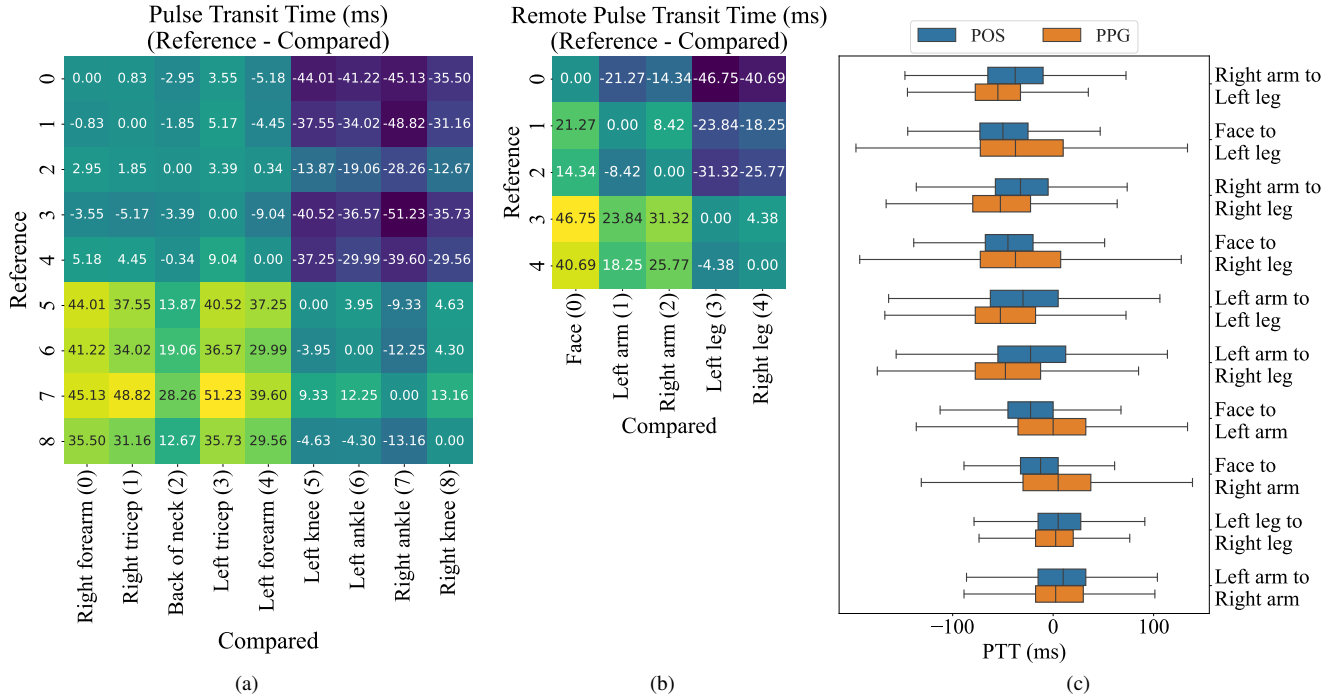 Pulse Transit Time (ms)
(Reference - Compared)
0 0.00 0.83 -2.95 3.55 -5.18 -44.01 -41.22 -45.13 -35.50
1 -0.83 0.00 -1.85 5.17 -4.45 -37.55 -34.02 -48.82 -31.16
2 2.95 1.85 0.00 3.39 0.34 -13.87 -19.06 -28.26 -12.67
3 -3.55 -5.17 -3.39 0.00 -9.04 -40.52 -36.57 -51.23 -35.73
4 5.18 4.45 -0.34 9.04 0.00 -37.25 -29.99 -39.60 -29.56
5 44.01 37.55 13.87 40.52 37.25 0.00 3.95 -9.33 4.63
6 41.22 34.02 19.06 36.57 29.99 -3.95 0.00 -12.25 4.30
7 45.13 48.82 28.26 51.23 39.60 9.33 12.25 0.00 13.16
8 35.50 31.16 12.67 35.73 29.56 -4.63 -4.30 -13.16 0.00
Reference
Right forearm (0)
Right tricep (1)
Back of neck (2)
Left tricep (3)
Left forearm (4)
Left knee (5)
Left ankle (6)
Right ankle (7)
Right knee (8)
Compared
(a)
Remote Pulse Transit Time (ms)
(Reference - Compared)
0 0.00 -21.27 -14.34 -46.75 -40.69
1 21.27 0.00 8.42 -23.84 -18.25
2 14.34 -8.42 0.00 -31.32 -25.77
3 46.75 23.84 31.32 0.00 4.38
4 40.69 18.25 25.77 -4.38 0.00
Reference
Face (0)
Left arm (1)
Right arm (2)
Left leg (3)
Right leg (4)
Compared
(b)
POS PPG
Right arm to
Left leg
Face to
Left leg
Right arm to
Right leg
Face to
Right leg
Left arm to
Left leg
Left arm to
Right leg
Face to
Left arm
Face to
Right arm
Left leg to
Right leg
Left arm to
Right arm
−100 0 100
PTT (ms)
(c)